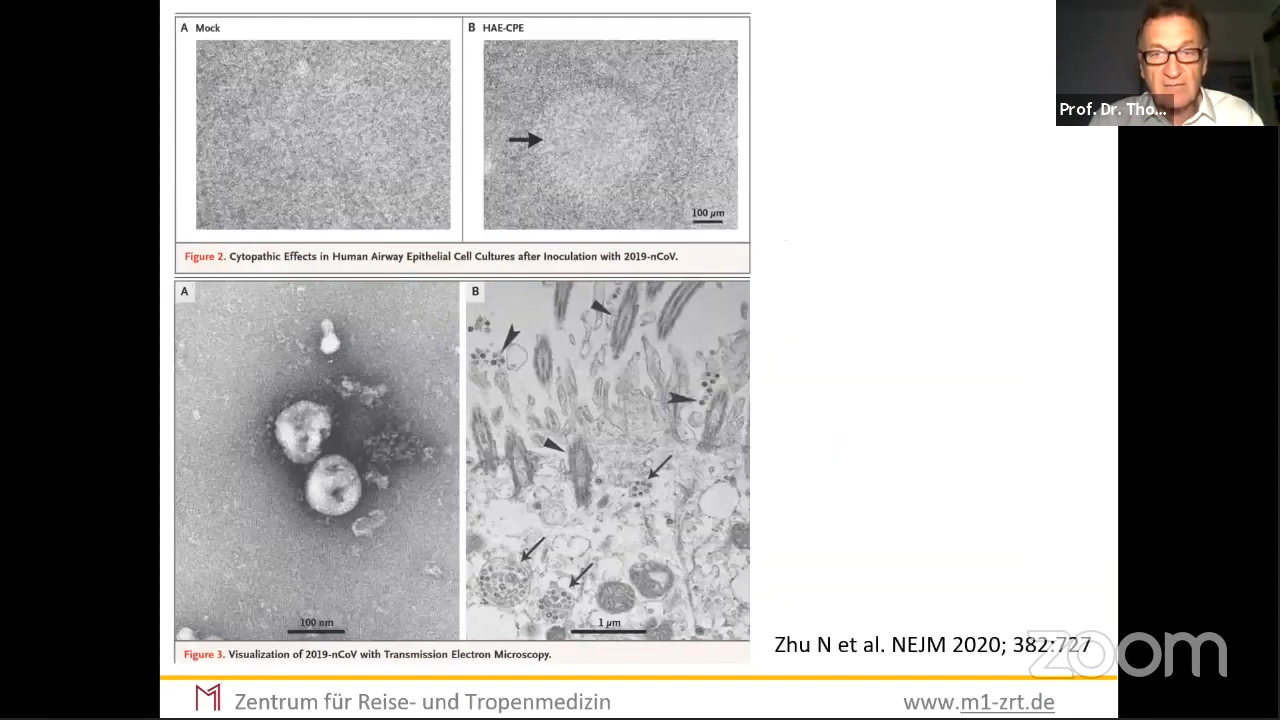 A Mock
B HAE-CPE
Prof. Dr. Tho...
100 µm
Figure 2. Cytopathic Effects in Human Airway Epithelial Cell Cultures after Inoculation with 2019-nCoV.
A
B
100 nm
1 µm
Figure 3. Visualization of 2019-nCoV with Transmission Electron Microscopy.
Zhu N et al. NEJM 2020; 382:727
zoom
Zentrum für Reise- und Tropenmedizin
www.m1-zrt.de